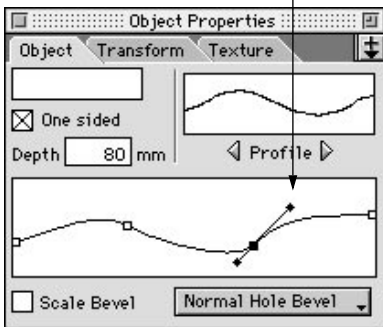 Object Properties
Object Transform Texture
One sided
Depth 80 mm
Profile
Scale Bevel Normal Hole Bevel